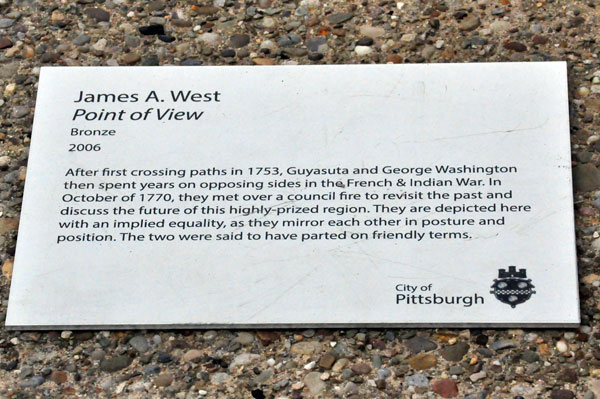 James A. West
Point of View
Bronze
2006
After first crossing paths in 1753, Guyasuta and George Washington
then spent years on opposing sides in the French & Indian War. In
October of 1770, they met over a council fire to revisit the past and
discuss the future of this highly-prized region. They are depicted here
with an implied equality, as they mirror each other in posture and
position. The two were said to have parted on friendly terms.
City of
Pittsburgh